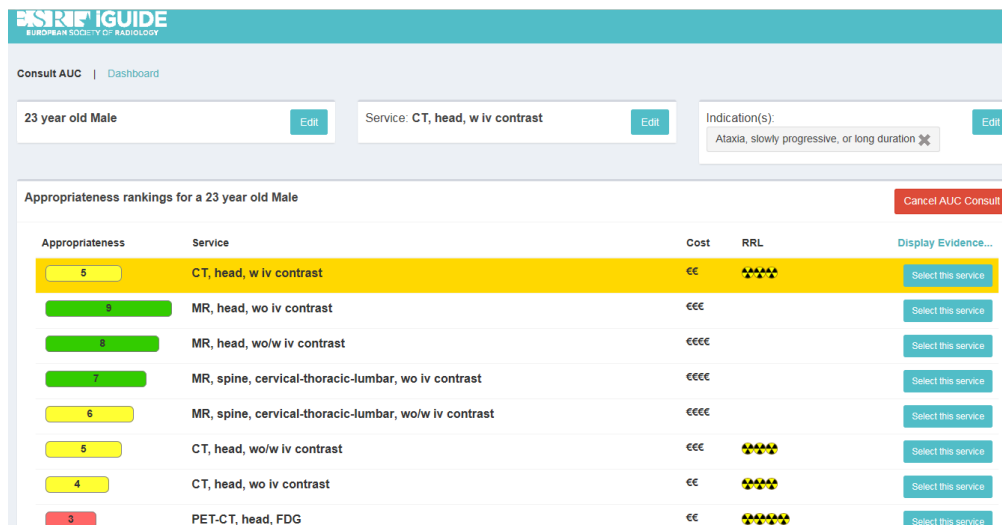 ESR iGUIDE
EUROPEAN SOCIETY OF RADIOLOGY
Consult AUC | Dashboard
23 year old Male Edit
Service: CT, head, w iv contrast Edit
Indication(s): Edit
Ataxia, slowly progressive, or long duration
Appropriateness rankings for a 23 year old Male Cancel AUC Consult
Appropriateness Service Cost RRL Display Evidence...
5 CT, head, w iv contrast €€ Select this service
9 MR, head, wo iv contrast €€€ Select this service
8 MR, head, wo/w iv contrast €€€€ Select this service
7 MR, spine, cervical-thoracic-lumbar, wo iv contrast €€€€ Select this service
6 MR, spine, cervical-thoracic-lumbar, wo/w iv contrast €€€€ Select this service
5 CT, head, wo/w iv contrast €€€ Select this service
4 CT, head, wo iv contrast €€ Select this service
3 PET-CT, head, FDG €€ Select this service